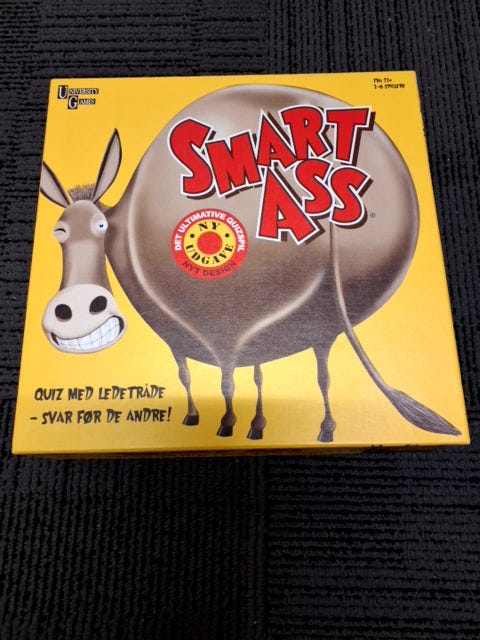 UNIVERSITY
GAMES
FRA 12+
2-6 SPILLERE
SMART
ASS®
DET ULTIMATIVE QUIZSPIL
NY
UDGAVE
NYT DESIGN
QUIZ MED LEDETRÅDE
- SVAR FØR DE ANDRE!